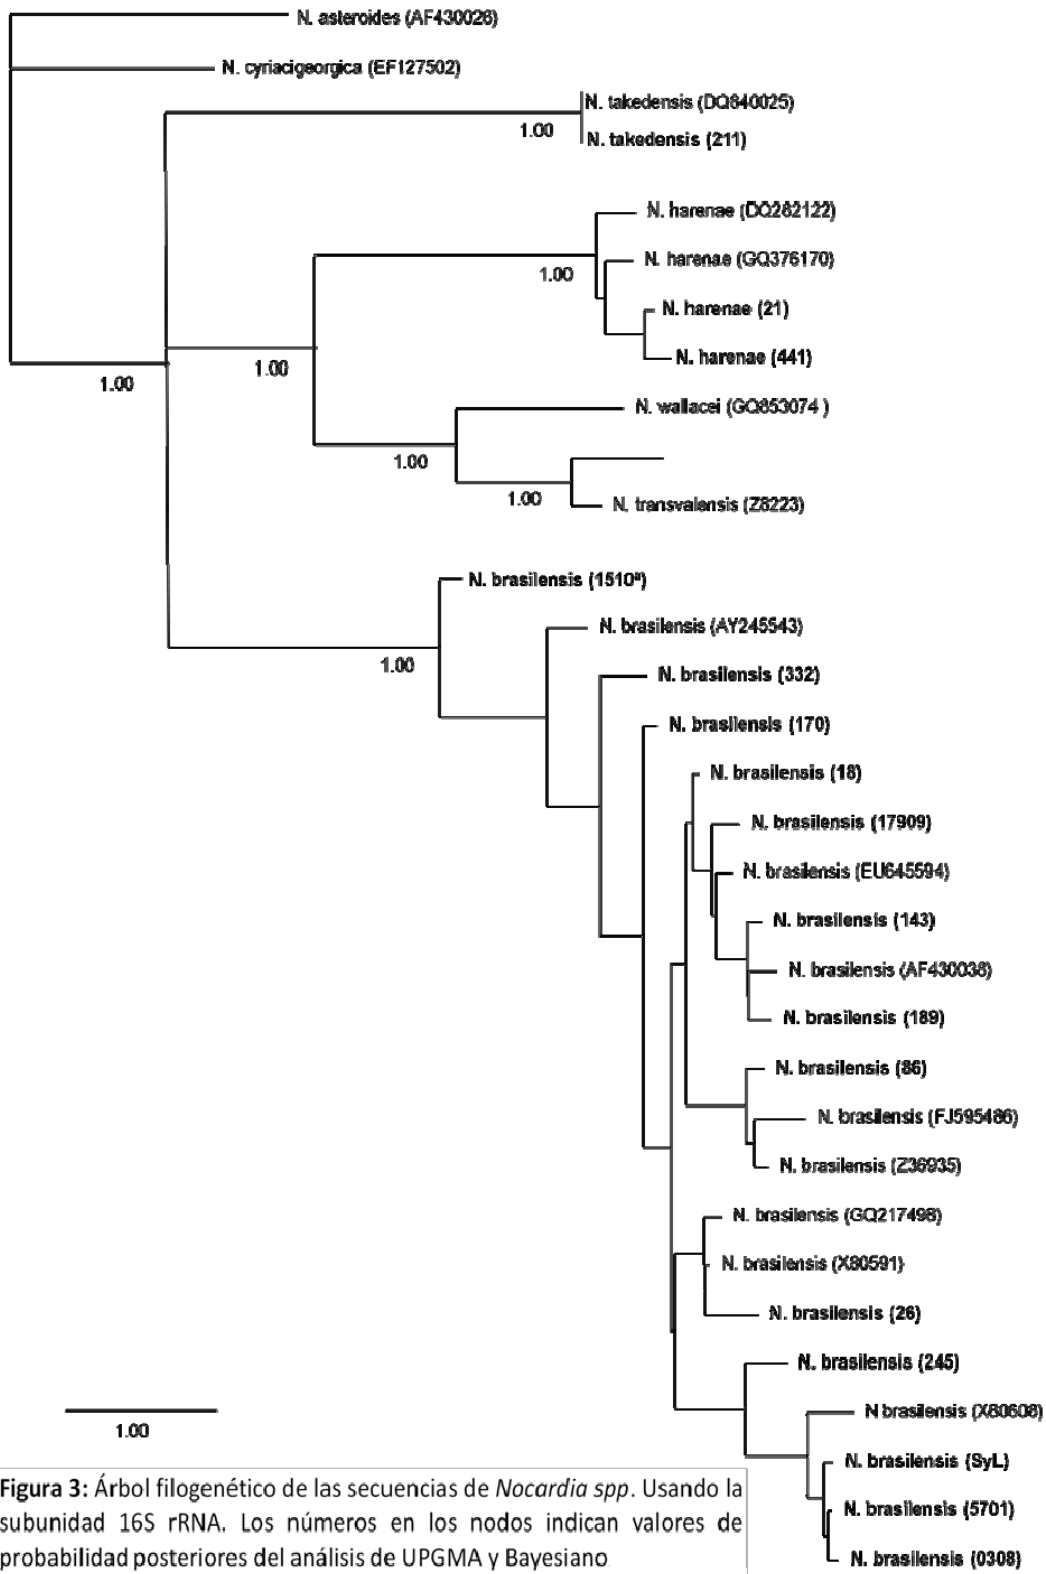 N. asteroides (AF430026)
N. cyriacigeorgica (EF127502)
N. takedensis (DQ840025)
1.00
N. takedensis (211)
N. harenae (DQ282122)
N. harenae (GQ376170)
1.00
N. harenae (21)
N. harenae (441)
1.00
1.00
N. wallacei (GQ853074 )
1.00
1.00
N. transvalensis (Z8223)
N. brasilensis (1510ª)
N. brasilensis (AY245543)
1.00
N. brasilensis (332)
N. brasilensis (170)
N. brasilensis (18)
N. brasilensis (17909)
N. brasilensis (EU645594)
N. brasilensis (143)
N. brasilensis (AF430038)
N. brasilensis (189)
N. brasilensis (86)
N. brasilensis (FJ595486)
N. brasilensis (Z36935)
N. brasilensis (GQ217498)
N. brasilensis (X80591)
N. brasilensis (26)
N. brasilensis (245)
N brasilensis (X80608)
1.00
N. brasilensis (SyL)
N. brasilensis (5701)
N. brasilensis (0308)
Figura 3: Árbol filogenético de las secuencias de Nocardia spp. Usando la
subunidad 16S rRNA. Los números en los nodos indican valores de
probabilidad posteriores del análisis de UPGMA y Bayesiano